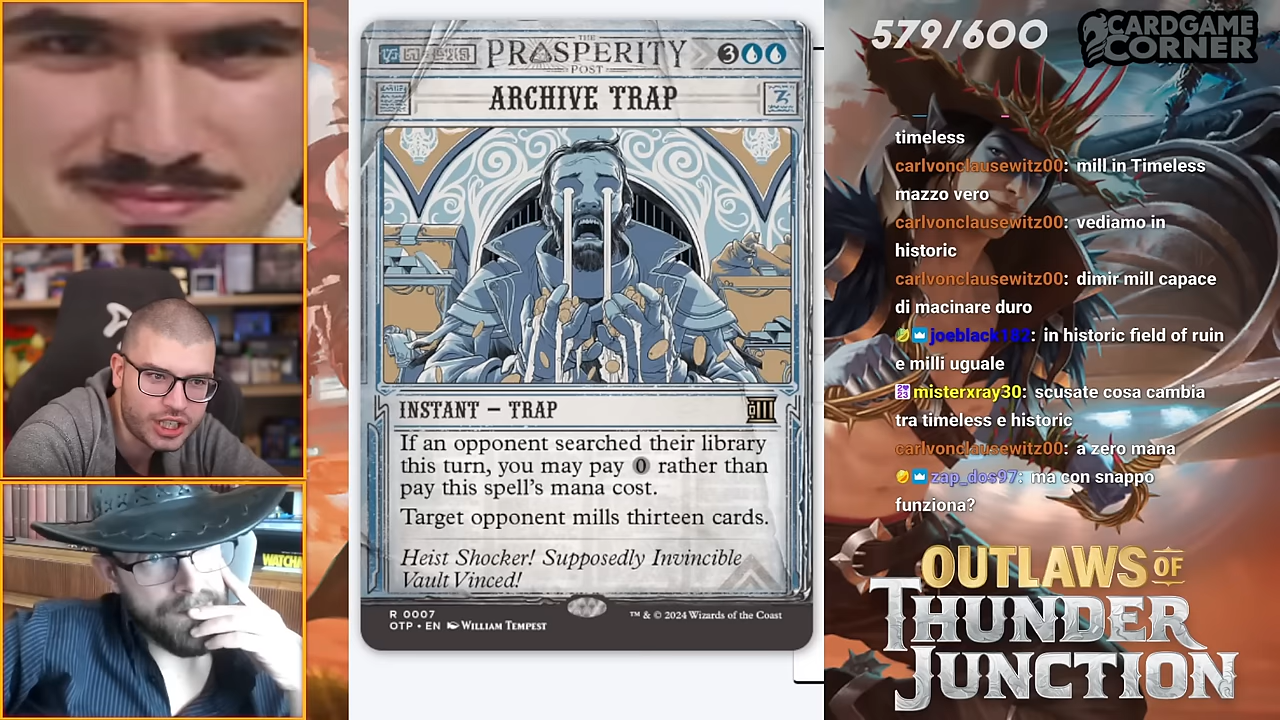 WATCH
THE
PROSPERITY
POST
3
ARCHIVE TRAP
INSTANT – TRAP
If an opponent searched their library
this turn, you may pay 0 rather than
pay this spell's mana cost.
Target opponent mills thirteen cards.
Heist Shocker! Supposedly Invincible
Vault Vinced!
R 0007
OTP • EN WILLIAM TEMPEST
™ & © 2024 Wizards of the Coast
579/600
CARDGAME
CORNER
timeless
carlvonclausewitz00: mill in Timeless
mazzo vero
carlvonclausewitz00: vediamo in
historic
carlvonclausewitz00: dimir mill capace
di macinare duro
joeblack182: in historic field of ruin
e milli uguale
misterxray30: scusate cosa cambia
tra timeless e historic
carlvonclausewitz00: a zero mana
zap_dos97: ma con snappo
funziona?
OUTLAWS OF
THUNDER
JUNCTION